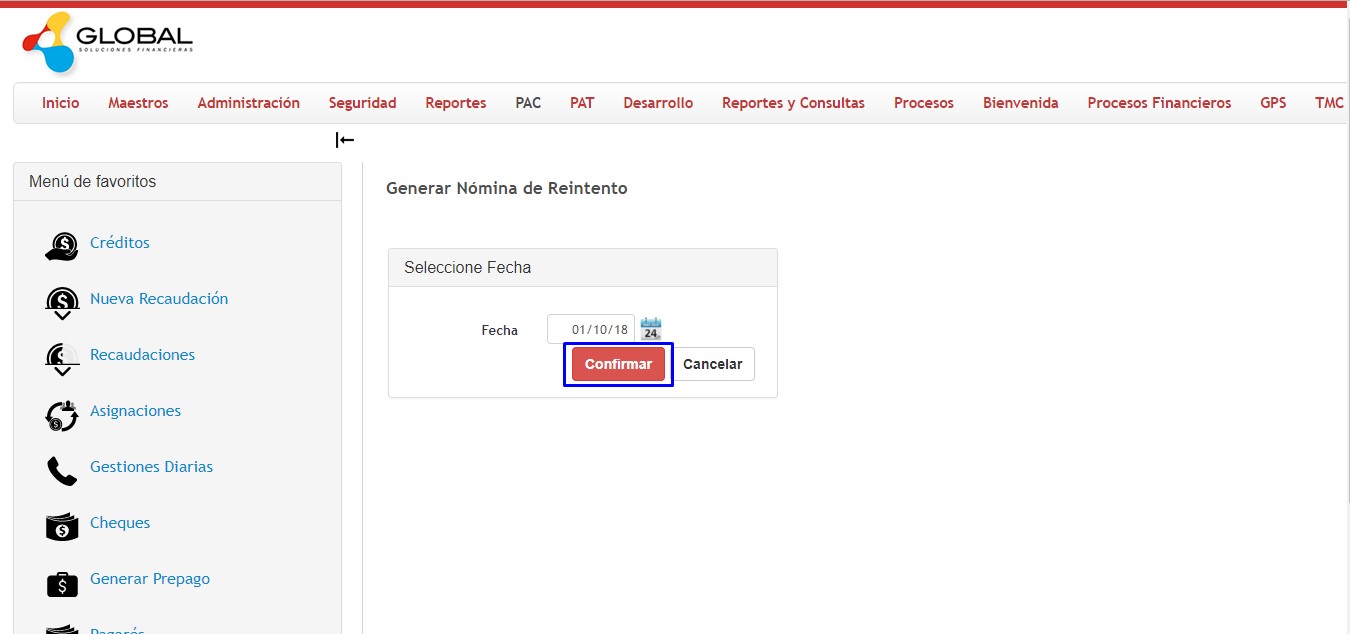 GLOBAL
SOLUCIONES FINANCIERAS
Inicio Maestros Administración Seguridad Reportes PAC PAT Desarrollo Reportes y Consultas Procesos Bienvenida Procesos Financieros GPS TMC
Menú de favoritos
Créditos
Nueva Recaudación
Recaudaciones
Asignaciones
Gestiones Diarias
Cheques
Generar Prepago
Pagarés
Generar Nómina de Reintento
Seleccione Fecha
Fecha 01/10/18 24
Confirmar Cancelar